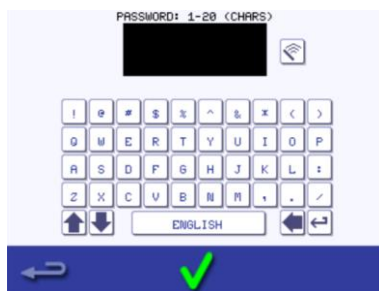 PASSWORD: 1-20 (CHARS)
! @ # $ % ^ & * ( )
Q W E R T Y U I O P
A S D F G H J K L :
Z X C V B N M , . /
ENGLISH